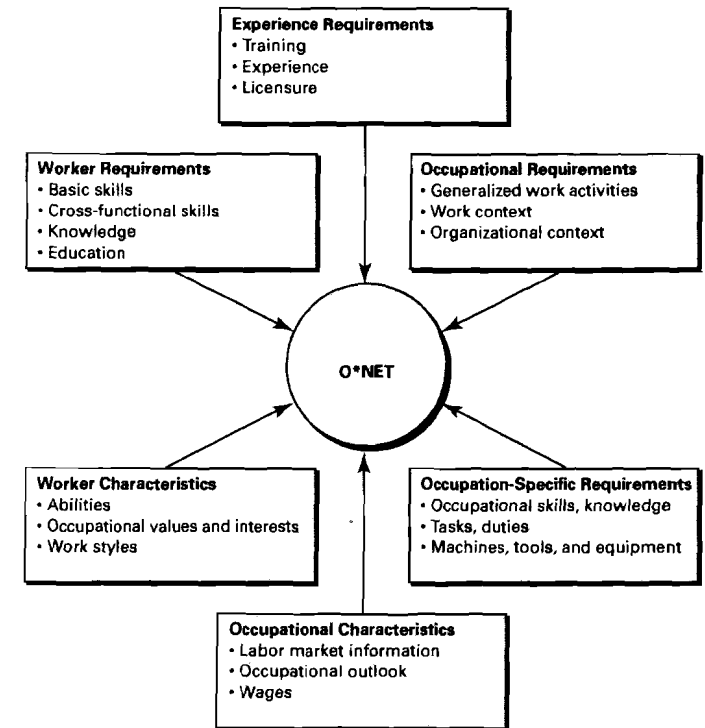 Experience Requirements
• Training
• Experience
• Licensure
Worker Requirements
• Basic skills
• Cross-functional skills
• Knowledge
• Education
Occupational Requirements
• Generalized work activities
• Work context
• Organizational context
O*NET
Worker Characteristics
• Abilities
• Occupational values and interests
• Work styles
Occupation-Specific Requirements
• Occupational skills, knowledge
• Tasks, duties
• Machines, tools, and equipment
Occupational Characteristics
• Labor market information
• Occupational outlook
• Wages